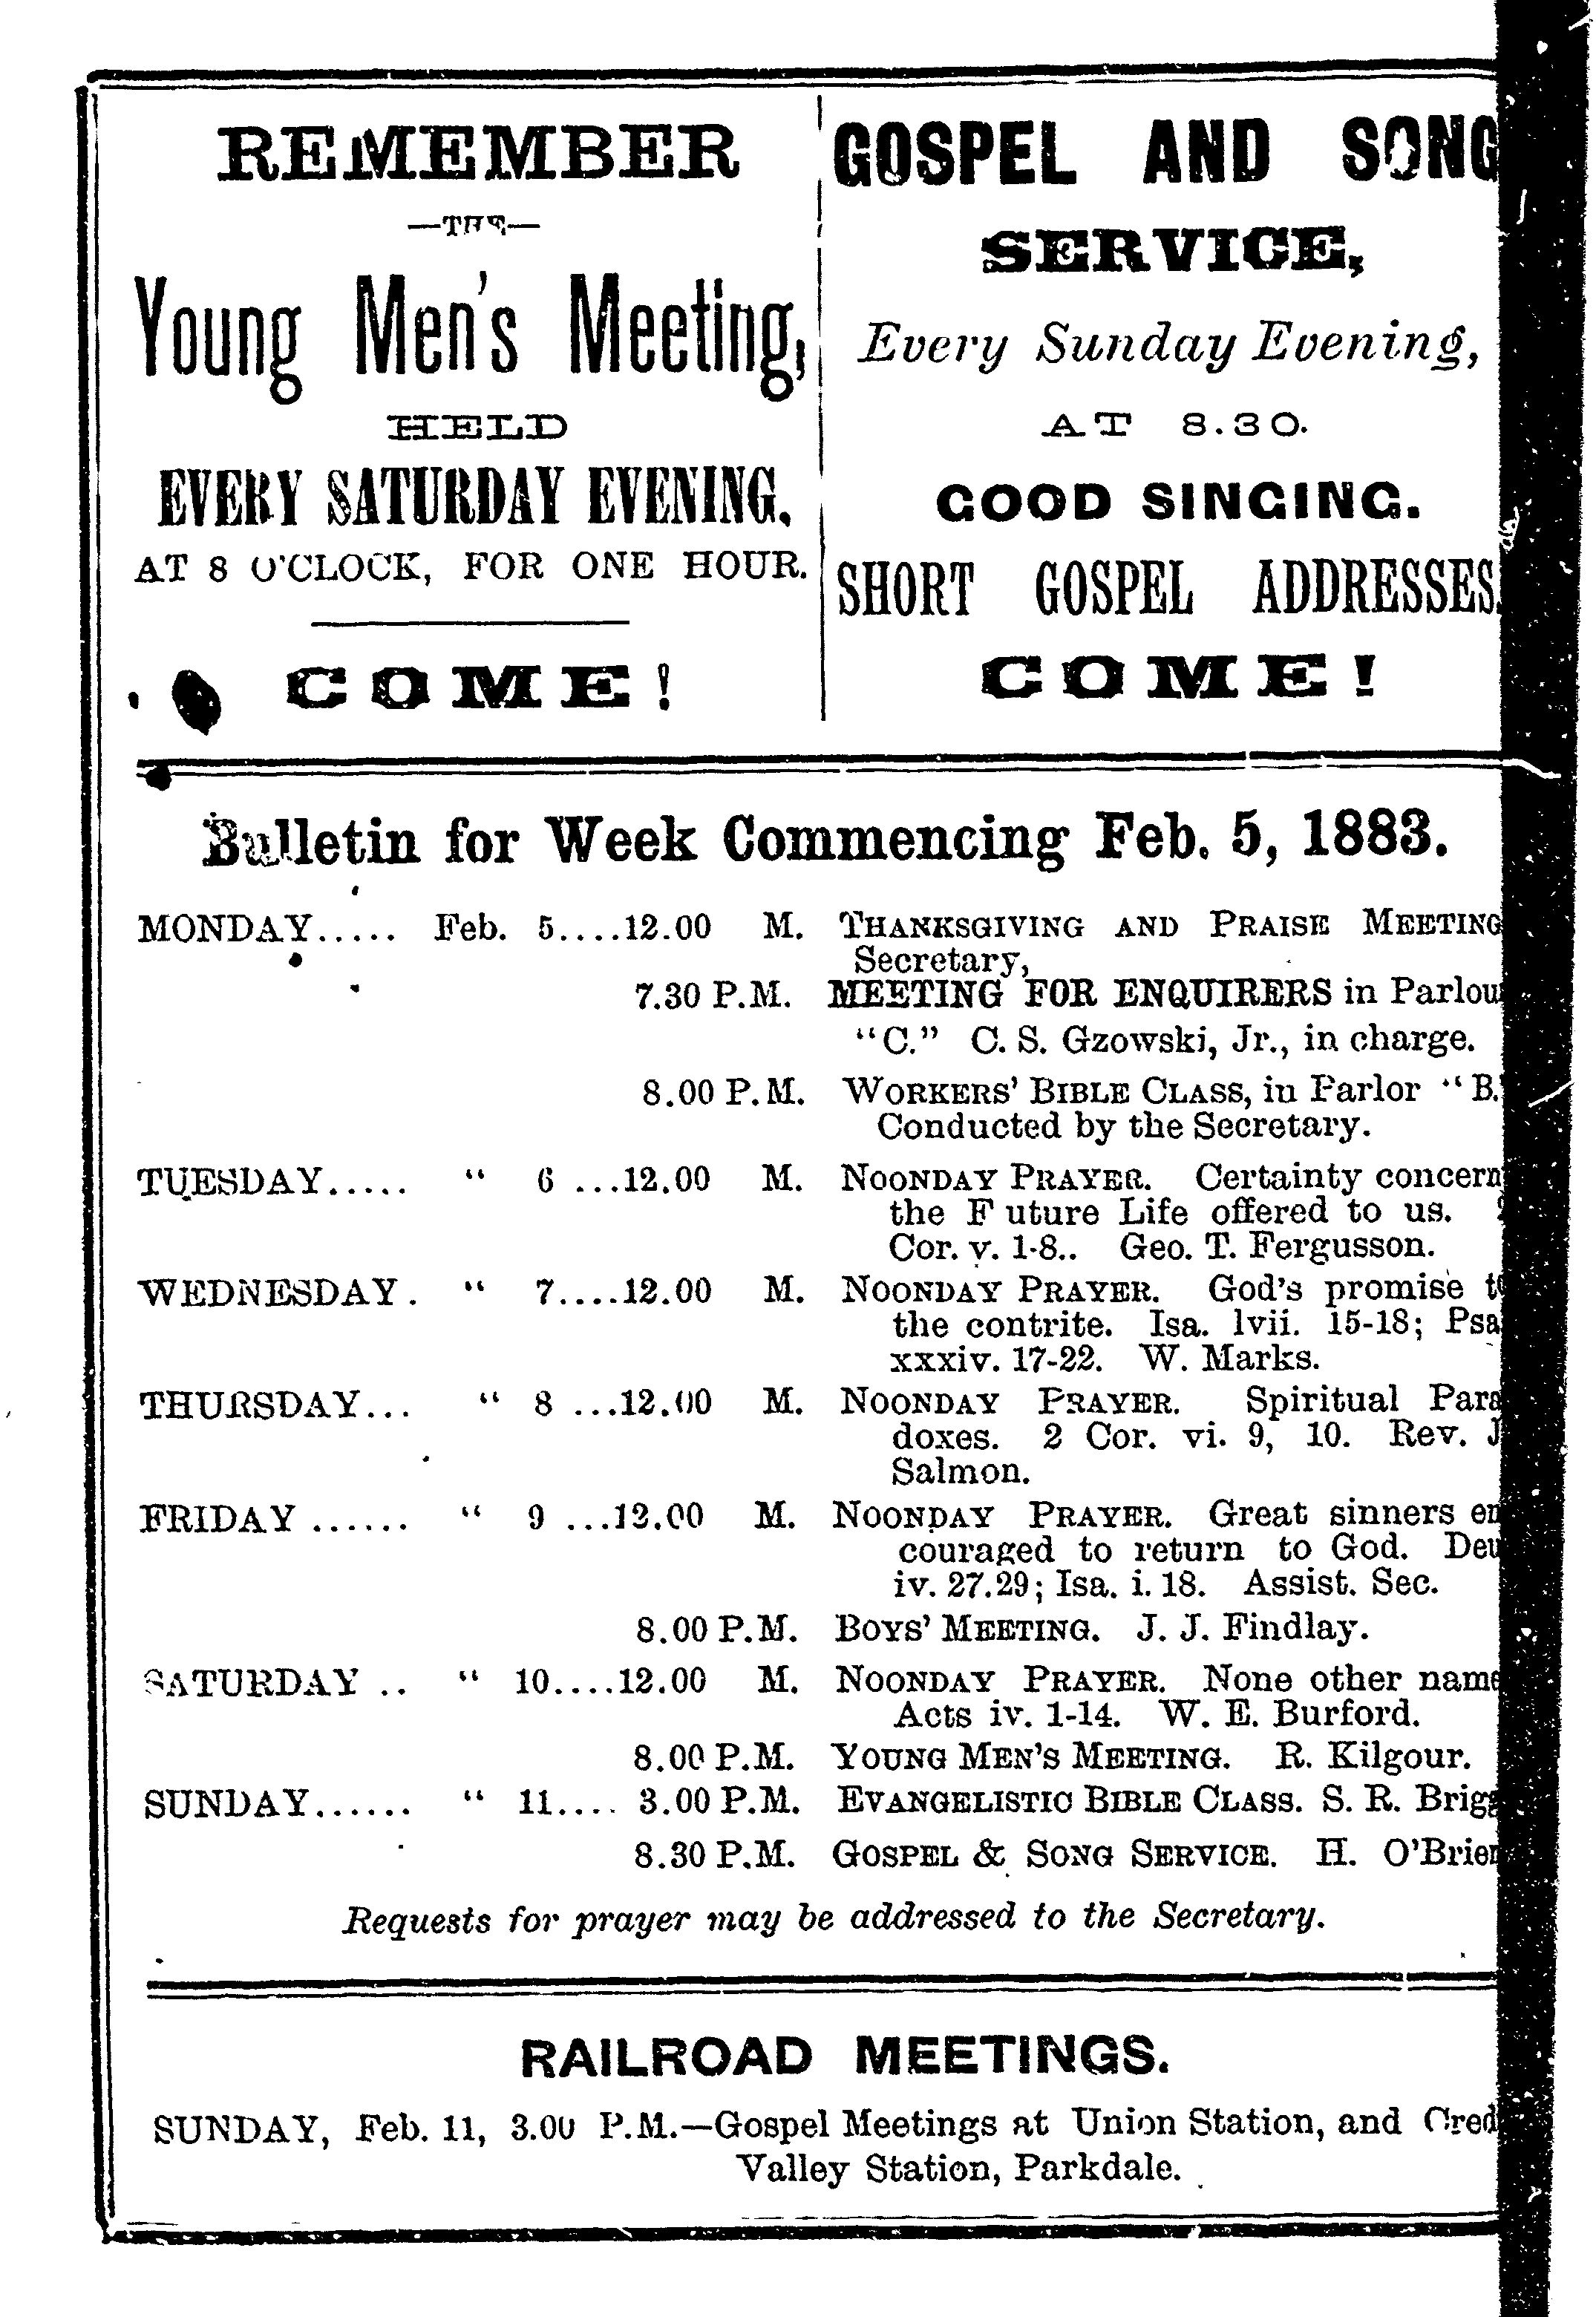 REMEMBER
—THE—
Young Men's Meeting,
HELD
EVERY SATURDAY EVENING,
AT 8 O'CLOCK, FOR ONE HOUR.
COME!
GOSPEL AND SONG
SERVICE,
Every Sunday Evening,
AT 8.30.
GOOD SINGING.
SHORT GOSPEL ADDRESSES.
COME!
Bulletin for Week Commencing Feb. 5, 1883.
MONDAY..... Feb. 5....12.00 M. THANKSGIVING AND PRAISE MEETING
Secretary,
7.30 P.M. MEETING FOR ENQUIRERS in Parlou
"C." C. S. Gzowski, Jr., in charge.
8.00 P.M. WORKERS' BIBLE CLASS, in Parlor "B."
Conducted by the Secretary.
TUESDAY..... " 6 ...12.00 M. NOONDAY PRAYER. Certainty concern
the F uture Life offered to us.
Cor. v. 1-8.. Geo. T. Fergusson.
WEDNESDAY. " 7....12.00 M. NOONDAY PRAYER. God's promise to
the contrite. Isa. lvii. 15-18; Psa
xxxiv. 17-22. W. Marks.
THURSDAY... " 8 ...12.00 M. NOONDAY PRAYER. Spiritual Para
doxes. 2 Cor. vi. 9, 10. Rev. J
Salmon.
FRIDAY ...... " 9 ...12.00 M. NOONDAY PRAYER. Great sinners en
couraged to return to God. Deu
iv. 27.29; Isa. i. 18. Assist. Sec.
8.00 P.M. BOYS' MEETING. J. J. Findlay.
SATURDAY .. " 10....12.00 M. NOONDAY PRAYER. None other name
Acts iv. 1-14. W. E. Burford.
8.00 P.M. YOUNG MEN'S MEETING. R. Kilgour.
SUNDAY...... " 11.... 3.00 P.M. EVANGELISTIC BIBLE CLASS. S. R. Brigg
8.30 P.M. GOSPEL & SONG SERVICE. H. O'Brien
Requests for prayer may be addressed to the Secretary.
RAILROAD MEETINGS.
SUNDAY, Feb. 11, 3.00 P.M.—Gospel Meetings at Union Station, and Cred
Valley Station, Parkdale.